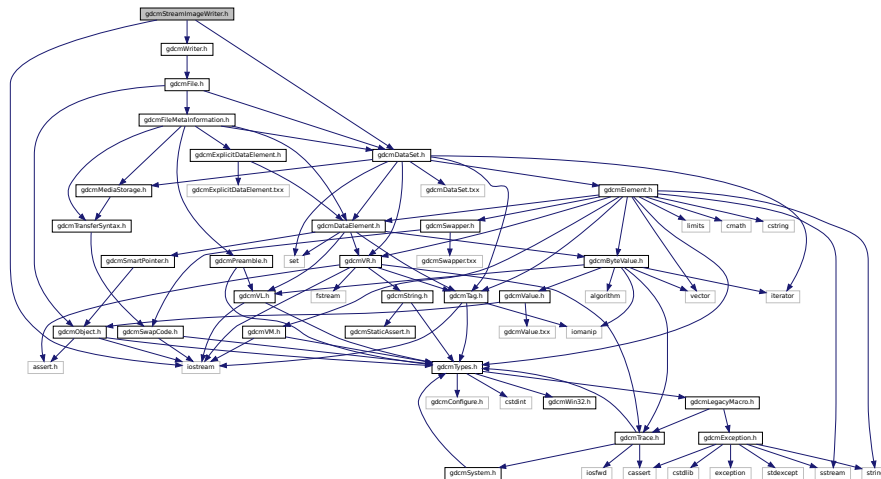 gdcmStreamImageWriter.h
gdcmWriter.h
gdcmFile.h
gdcmFileMetaInformation.h
gdcmExplicitDataElement.h
gdcmDataSet.h
gdcmMediaStorage.h
gdcmExplicitDataElement.txx
gdcmDataSet.txx
gdcmElement.h
gdcmTransferSyntax.h
gdcmDataElement.h
gdcmSwapper.h
limits
cmath
cstring
gdcmSmartPointer.h
gdcmPreamble.h
set
gdcmVR.h
gdcmSwapper.txx
gdcmByteValue.h
gdcmVL.h
fstream
gdcmString.h
gdcmTag.h
gdcmValue.h
algorithm
vector
iterator
gdcmObject.h
gdcmSwapCode.h
gdcmVM.h
gdcmStaticAssert.h
gdcmValue.txx
iomanip
assert.h
iostream
gdcmTypes.h
gdcmConfigure.h
cstdint
gdcmWin32.h
gdcmLegacyMacro.h
gdcmTrace.h
gdcmException.h
gdcmSystem.h
iosfwd
cassert
cstdlib
exception
stdexcept
sstream
string